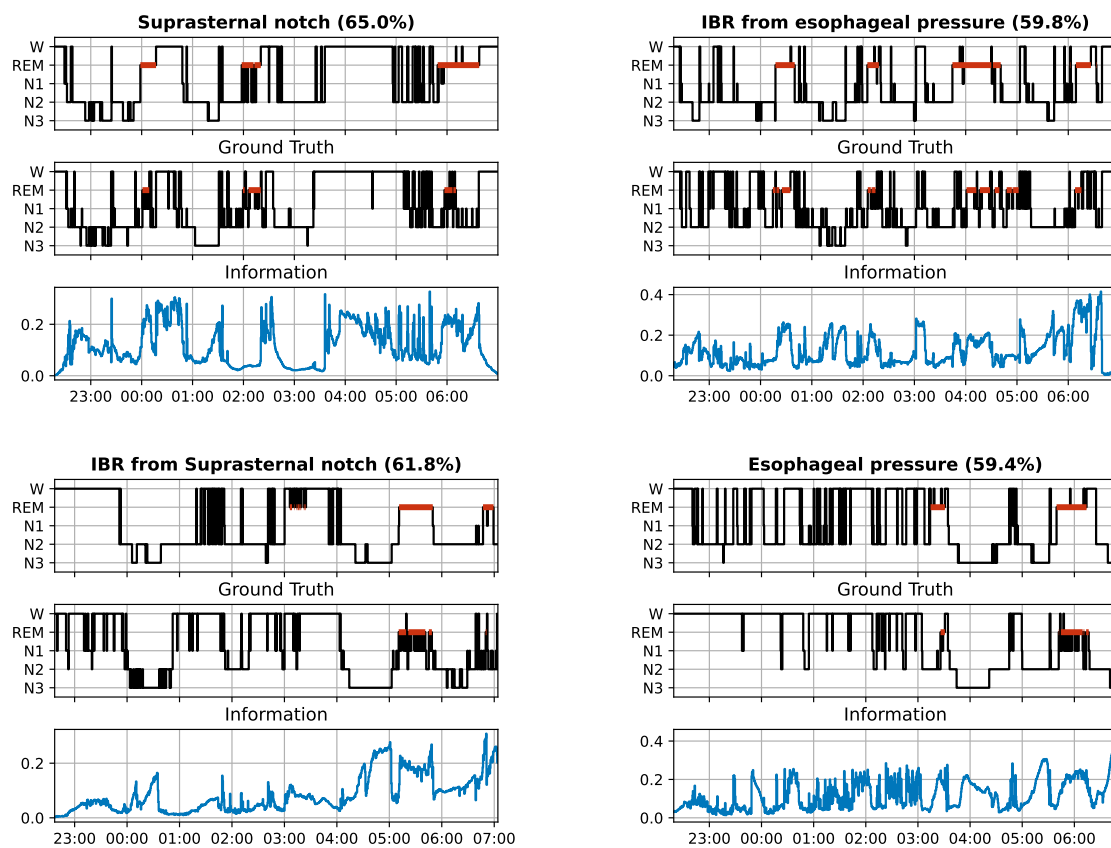 Suprasternal notch (65.0%)
W
REM
N1
N2
N3
Ground Truth
W
REM
N1
N2
N3
Information
0.2
0.0
23:00 00:00 01:00 02:00 03:00 04:00 05:00 06:00
IBR from esophageal pressure (59.8%)
W
REM
N1
N2
N3
Ground Truth
W
REM
N1
N2
N3
Information
0.4
0.2
0.0
23:00 00:00 01:00 02:00 03:00 04:00 05:00 06:00
IBR from Suprasternal notch (61.8%)
W
REM
N1
N2
N3
Ground Truth
W
REM
N1
N2
N3
Information
0.2
0.0
23:00 00:00 01:00 02:00 03:00 04:00 05:00 06:00 07:00
Esophageal pressure (59.4%)
W
REM
N1
N2
N3
Ground Truth
W
REM
N1
N2
N3
Information
0.4
0.2
0.0
23:00 00:00 01:00 02:00 03:00 04:00 05:00 06:00